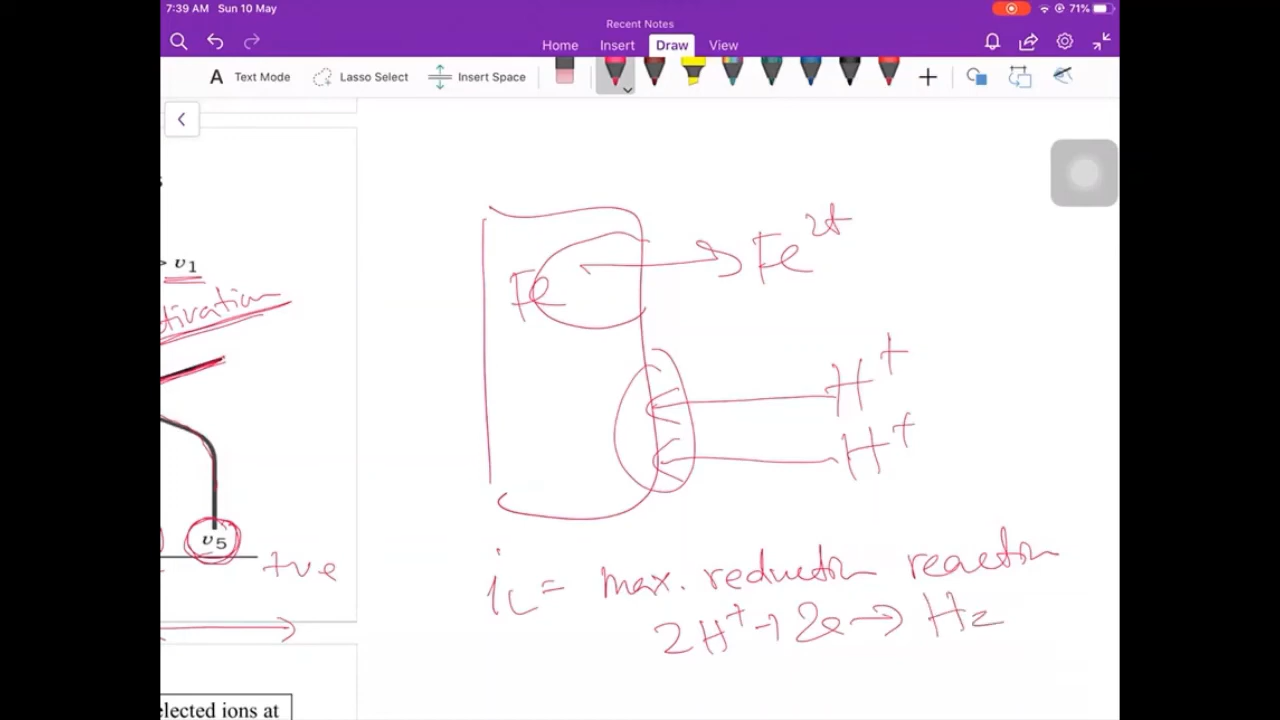 7:39 AM Sun 10 May
71%
Recent Notes
Home Insert Draw View
A Text Mode Lasso Select Insert Space
v1
tivation
Fe
Fe2+
H+
H+
v5
+ve
iL = max. reduction reaction
2H+ + 2e → H2
elected ions at